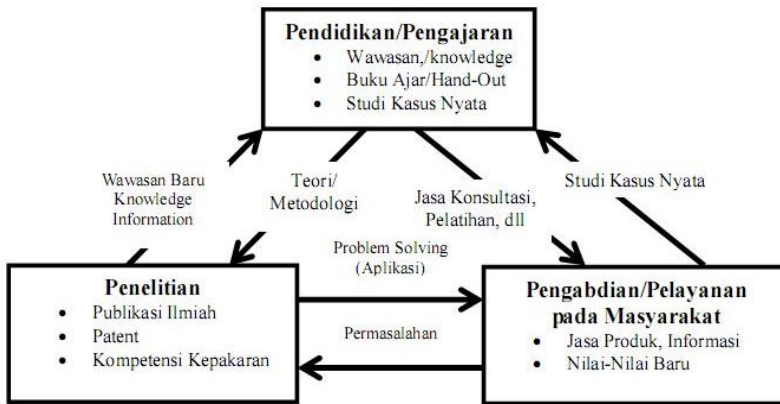 Pendidikan/Pengajaran
• Wawasan,/knowledge
• Buku Ajar/Hand-Out
• Studi Kasus Nyata
Wawasan Baru
Knowledge
Information
Teori/
Metodologi
Jasa Konsultasi,
Pelatihan, dll
Studi Kasus Nyata
Problem Solving
(Aplikasi)
Penelitian
• Publikasi Ilmiah
• Patent
• Kompetensi Kepakaran
Permasalahan
Pengabdian/Pelayanan
pada Masyarakat
• Jasa Produk, Informasi
• Nilai-Nilai Baru